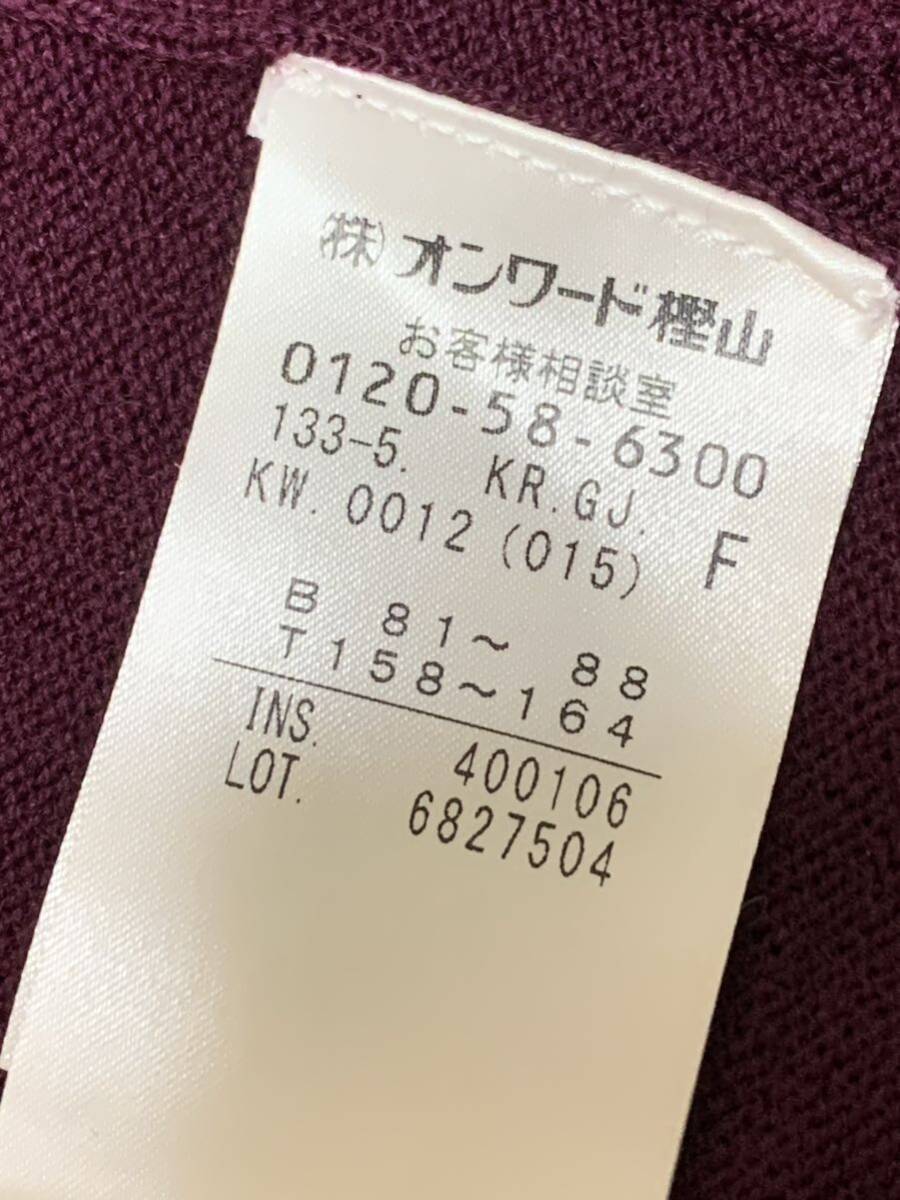 (株)オンワード樫山
お客様相談室
0120-58-6300
133-5. KR.GJ.
KW. 0012 (015) F
B 81~ 88
T158~164
INS. 400106
LOT. 6827504